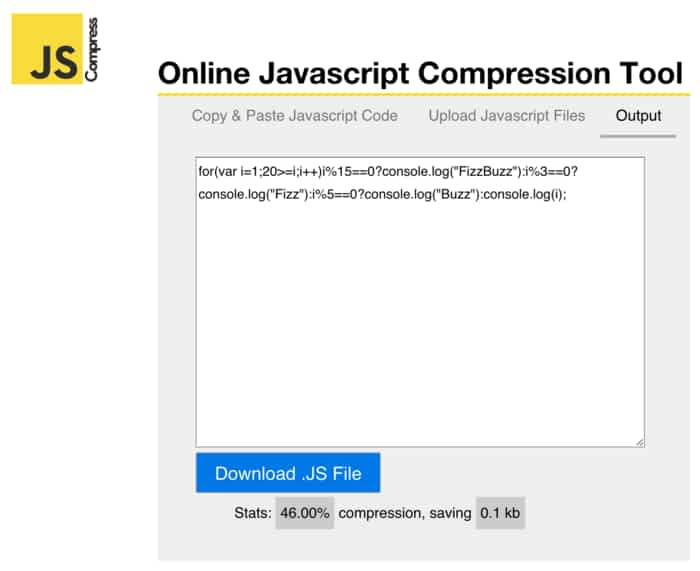 JS
Compress
Online Javascript Compression Tool
Copy & Paste Javascript Code Upload Javascript Files Output
for(var i=1;20>=i;i++)i%15==0?console.log("FizzBuzz"):i%3==0?
console.log("Fizz"):i%5==0?console.log("Buzz"):console.log(i);
Download .JS File
Stats: 46.00% compression, saving 0.1 kb